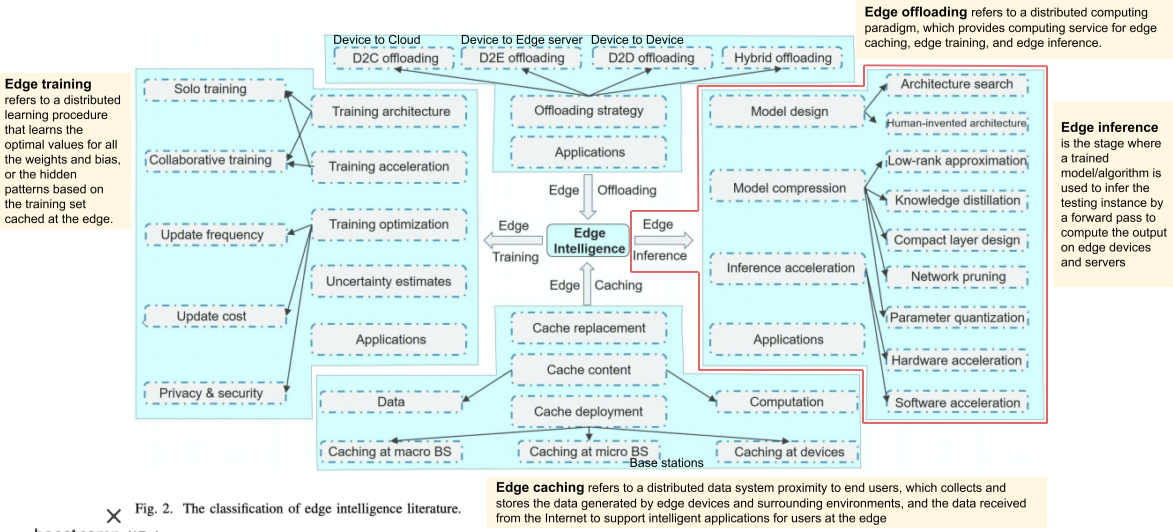 Edge offloading refers to a distributed computing
paradigm, which provides computing service for edge
caching, edge training, and edge inference.
Device to Cloud
Device to Edge server
Device to Device
D2C offloading
D2E offloading
D2D offloading
Hybrid offloading
Offloading strategy
Applications
Edge Offloading
Edge training
refers to a distributed
learning procedure
that learns the
optimal values for all
the weights and bias,
or the hidden
patterns based on
the training set
cached at the edge.
Solo training
Collaborative training
Update frequency
Update cost
Privacy & security
Training architecture
Training acceleration
Training optimization
Uncertainty estimates
Applications
Edge
Training
Edge
Intelligence
Edge
Inference
Model design
Model compression
Inference acceleration
Applications
Architecture search
Human-invented architecture
Low-rank approximation
Knowledge distillation
Compact layer design
Network pruning
Parameter quantization
Hardware acceleration
Software acceleration
Edge inference
is the stage where
a trained
model/algorithm is
used to infer the
testing instance by
a forward pass to
compute the output
on edge devices
and servers
Edge Caching
Cache replacement
Cache content
Data
Computation
Cache deployment
Caching at macro BS
Caching at micro BS
Caching at devices
Base stations
Edge caching refers to a distributed data system proximity to end users, which collects and
stores the data generated by edge devices and surrounding environments, and the data received
from the Internet to support intelligent applications for users at the edge
Fig. 2. The classification of edge intelligence literature.